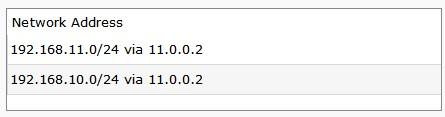 Network Address
192.168.11.0/24 via 11.0.0.2
192.168.10.0/24 via 11.0.0.2